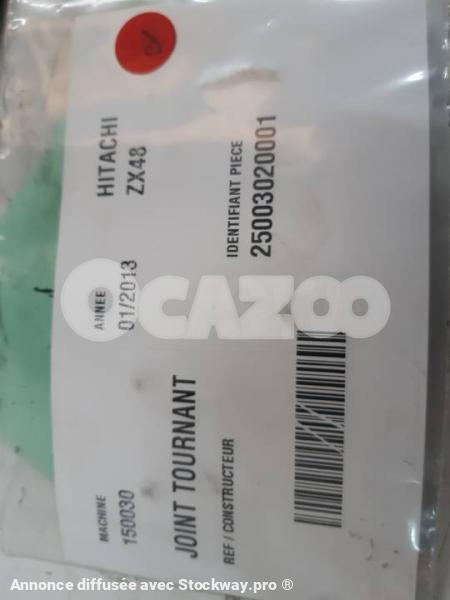 MACHINE
150030
ANNEE
01/2013
HITACHI
ZX48
JOINT TOURNANT
IDENTIFIANT PIECE
25003020001
REF / CONSTRUCTEUR
OCAZOO
Annonce diffusée avec Stockway.pro ®